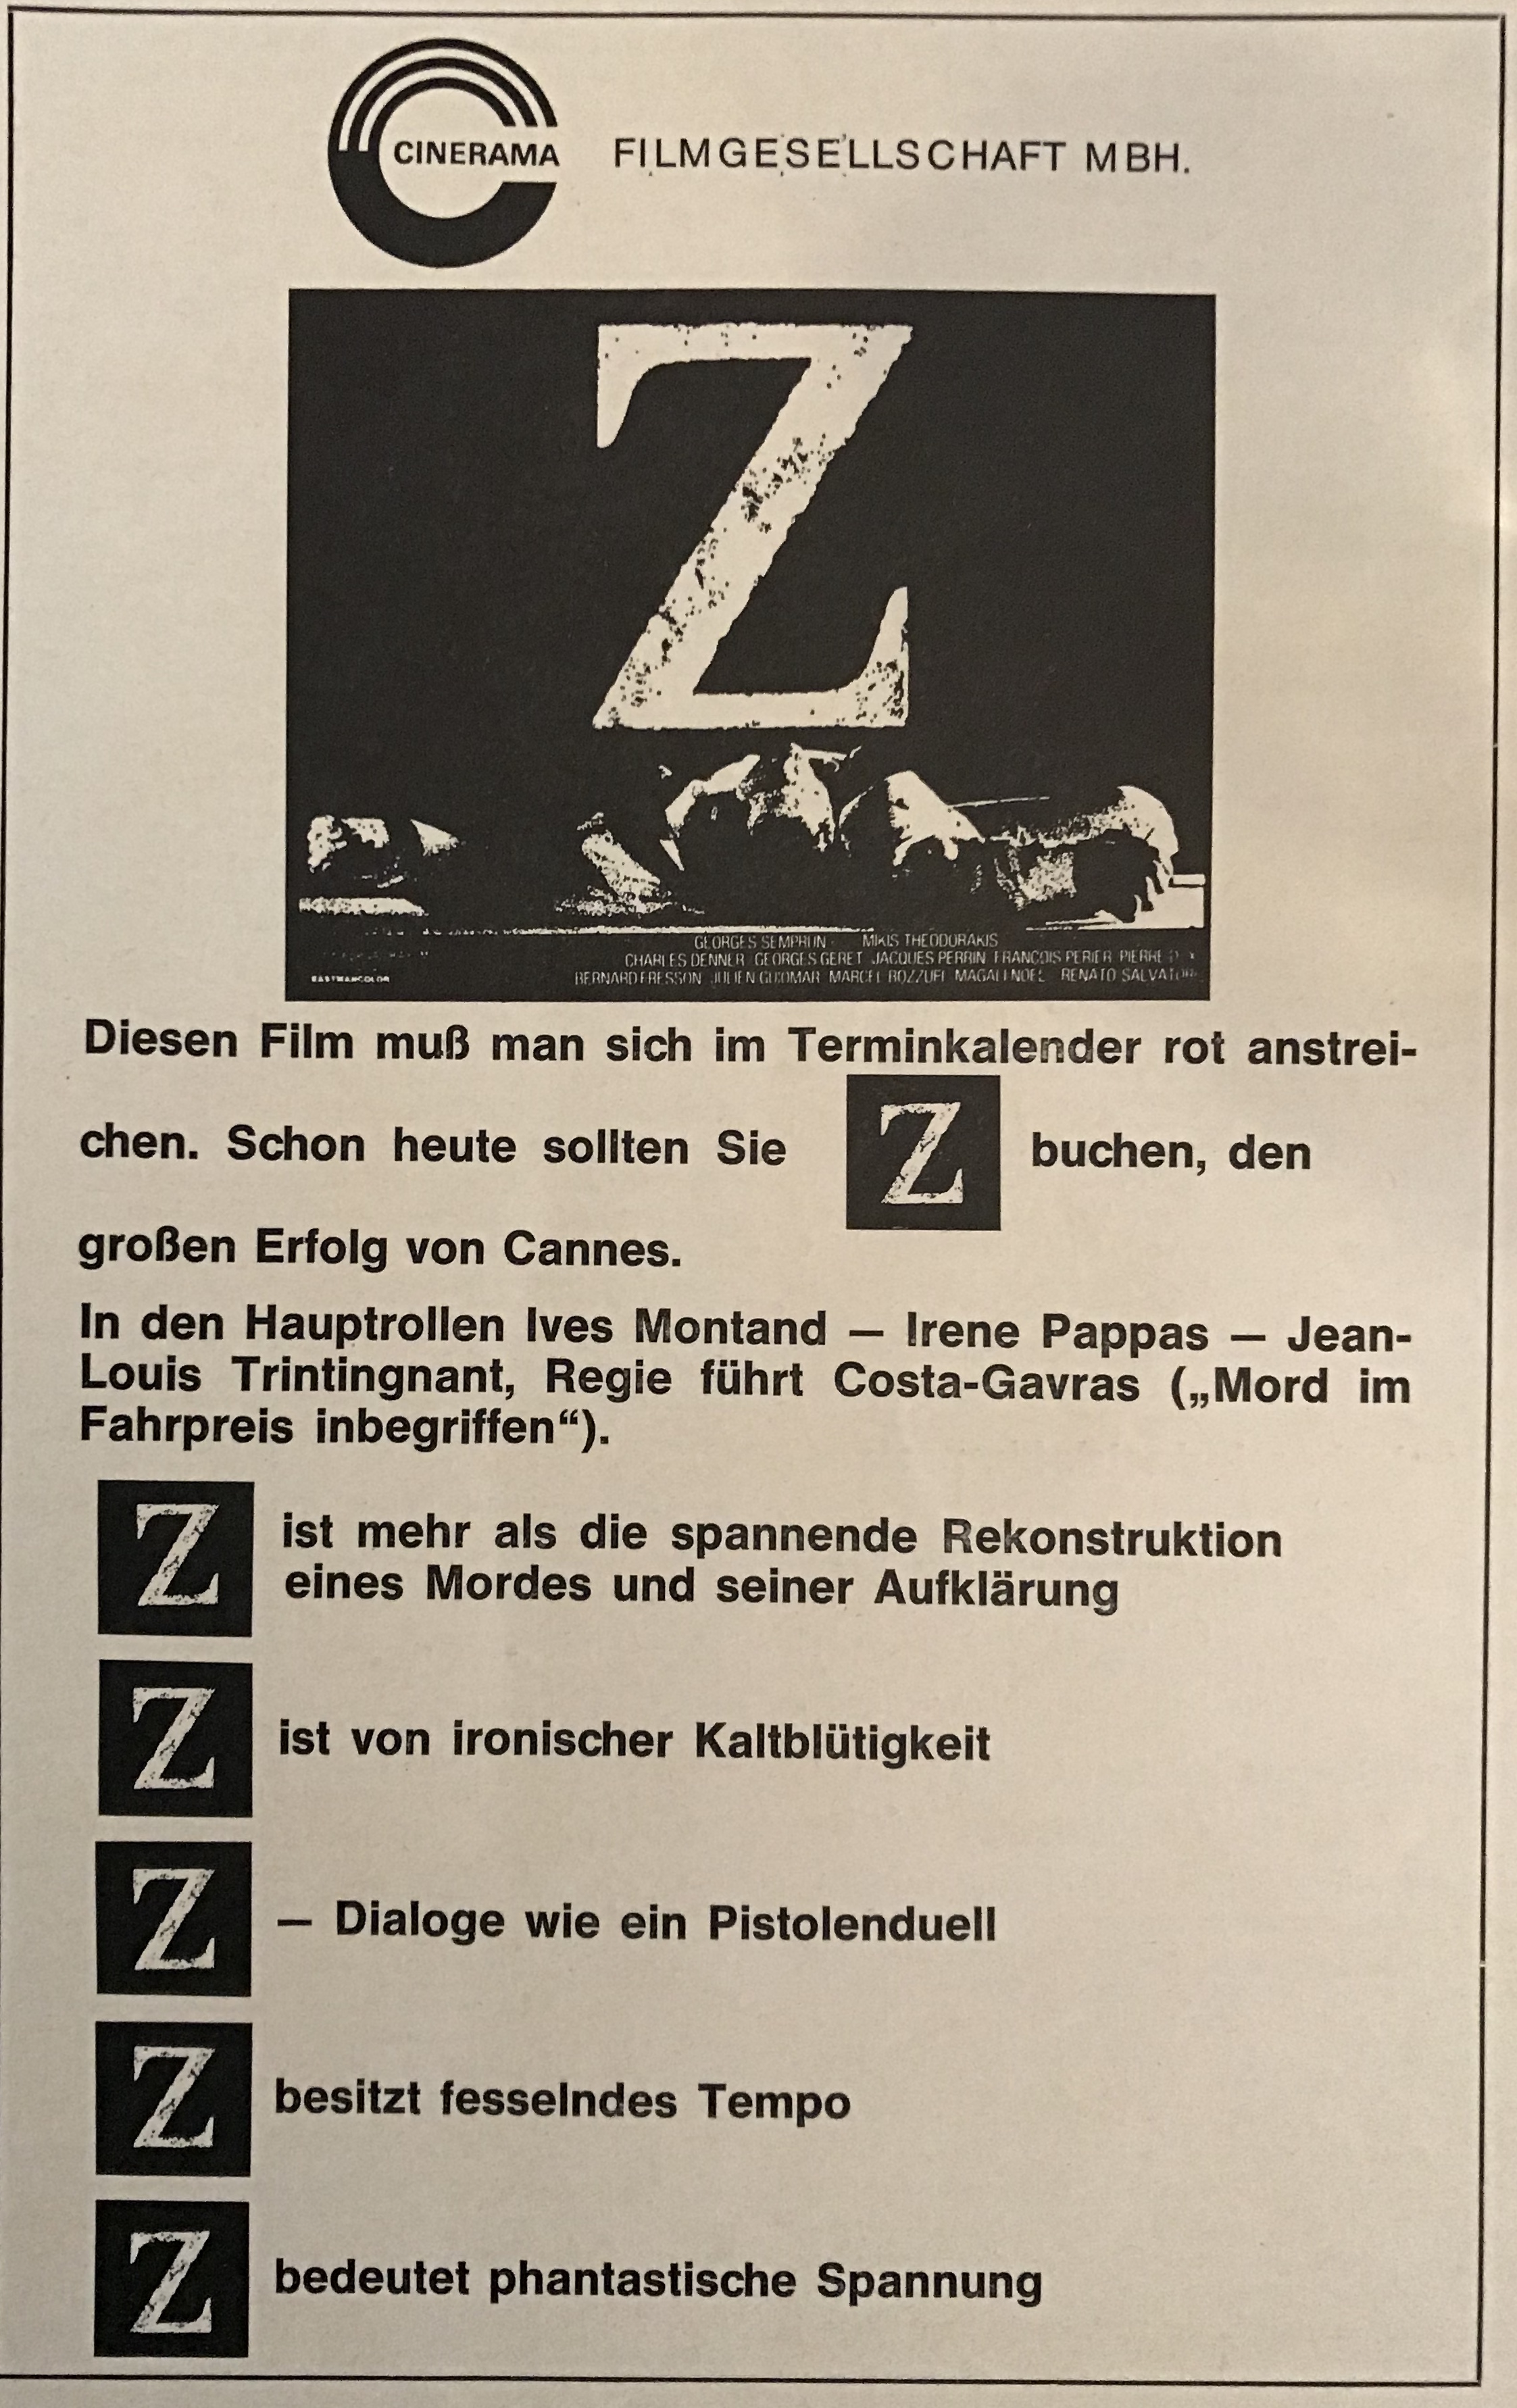 CINERAMA FILMGESELLSCHAFT MBH.
Z
GEORGES SEMPRUN MIKIS THEODORAKIS
CHARLES DENNER GEORGES GERET JACQUES PERRIN FRANÇOIS PERIER PIERRE
EASTMANCOLOR BERNARD FRESSON JULIEN GUIOMAR MARCEL BOZZUFI MAGALI NOEL RENATO SALVATORI
Diesen Film muß man sich im Terminkalender rot anstrei-
chen. Schon heute sollten Sie Z buchen, den
großen Erfolg von Cannes.
In den Hauptrollen Ives Montand — Irene Pappas — Jean-
Louis Trintingnant, Regie führt Costa-Gavras („Mord im
Fahrpreis inbegriffen“).
Z ist mehr als die spannende Rekonstruktion
eines Mordes und seiner Aufklärung
Z ist von ironischer Kaltblütigkeit
Z — Dialoge wie ein Pistolenduell
Z besitzt fesselndes Tempo
Z bedeutet phantastische Spannung